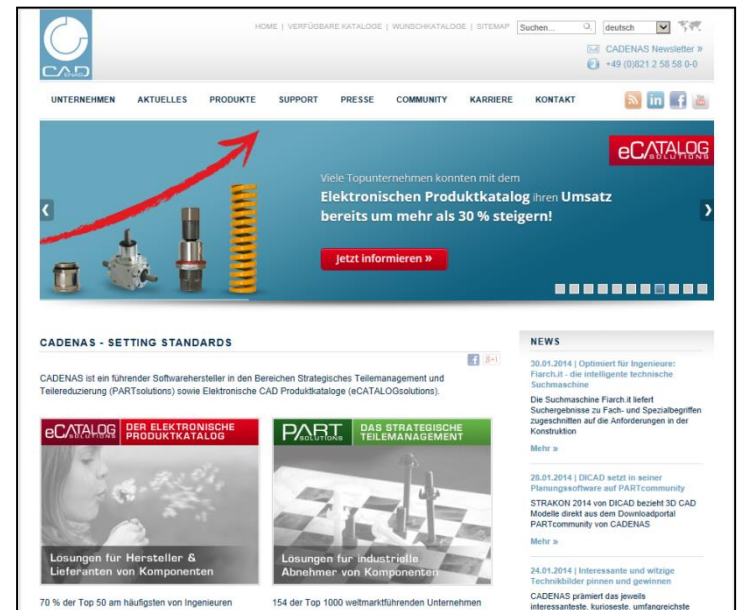 HOME | VERFÜGBARE KATALOGE | WUNSCHKATALOGE | SITEMAP
Suchen...
deutsch
CADENAS Newsletter »
+49 (0)821 2 58 58 0-0
CAD
UNTERNEHMEN AKTUELLES PRODUKTE SUPPORT PRESSE COMMUNITY KARRIERE KONTAKT
eCATALOG
SOLUTIONS
Viele Topunternehmen konnten mit dem
Elektronischen Produktkatalog ihren Umsatz
bereits um mehr als 30 % steigern!
Jetzt informieren »
CADENAS - SETTING STANDARDS
CADENAS ist ein führender Softwarehersteller in den Bereichen Strategisches Teilemanagement und
Teilereduzierung (PARTsolutions) sowie Elektronische CAD Produktkataloge (eCATALOGsolutions).
eCATALOG
SOLUTIONS
DER ELEKTRONISCHE
PRODUKTKATALOG
Lösungen für Hersteller &
Lieferanten von Komponenten
70 % der Top 50 am häufigsten von Ingenieuren
PART
SOLUTIONS
DAS STRATEGISCHE
TEILEMANAGEMENT
Lösungen für industrielle
Abnehmer von Komponenten
154 der Top 1000 weltmarktführenden Unternehmen
NEWS
30.01.2014 | Optimiert für Ingenieure:
Fiarch.it - die intelligente technische
Suchmaschine
Die Suchmaschine Fiarch.it liefert
Suchergebnisse zu Fach- und Spezialbegriffen
zugeschnitten auf die Anforderungen in der
Konstruktion
Mehr »
28.01.2014 | DICAD setzt in seiner
Planungssoftware auf PARTcommunity
STRAKON 2014 von DICAD bezieht 3D CAD
Modelle direkt aus dem Downloadportal
PARTcommunity von CADENAS
Mehr »
24.01.2014 | Interessante und witzige
Technikbilder pinnen und gewinnen
CADENAS prämiert das jeweils
interessanteste, kurioseste, umfangreichste